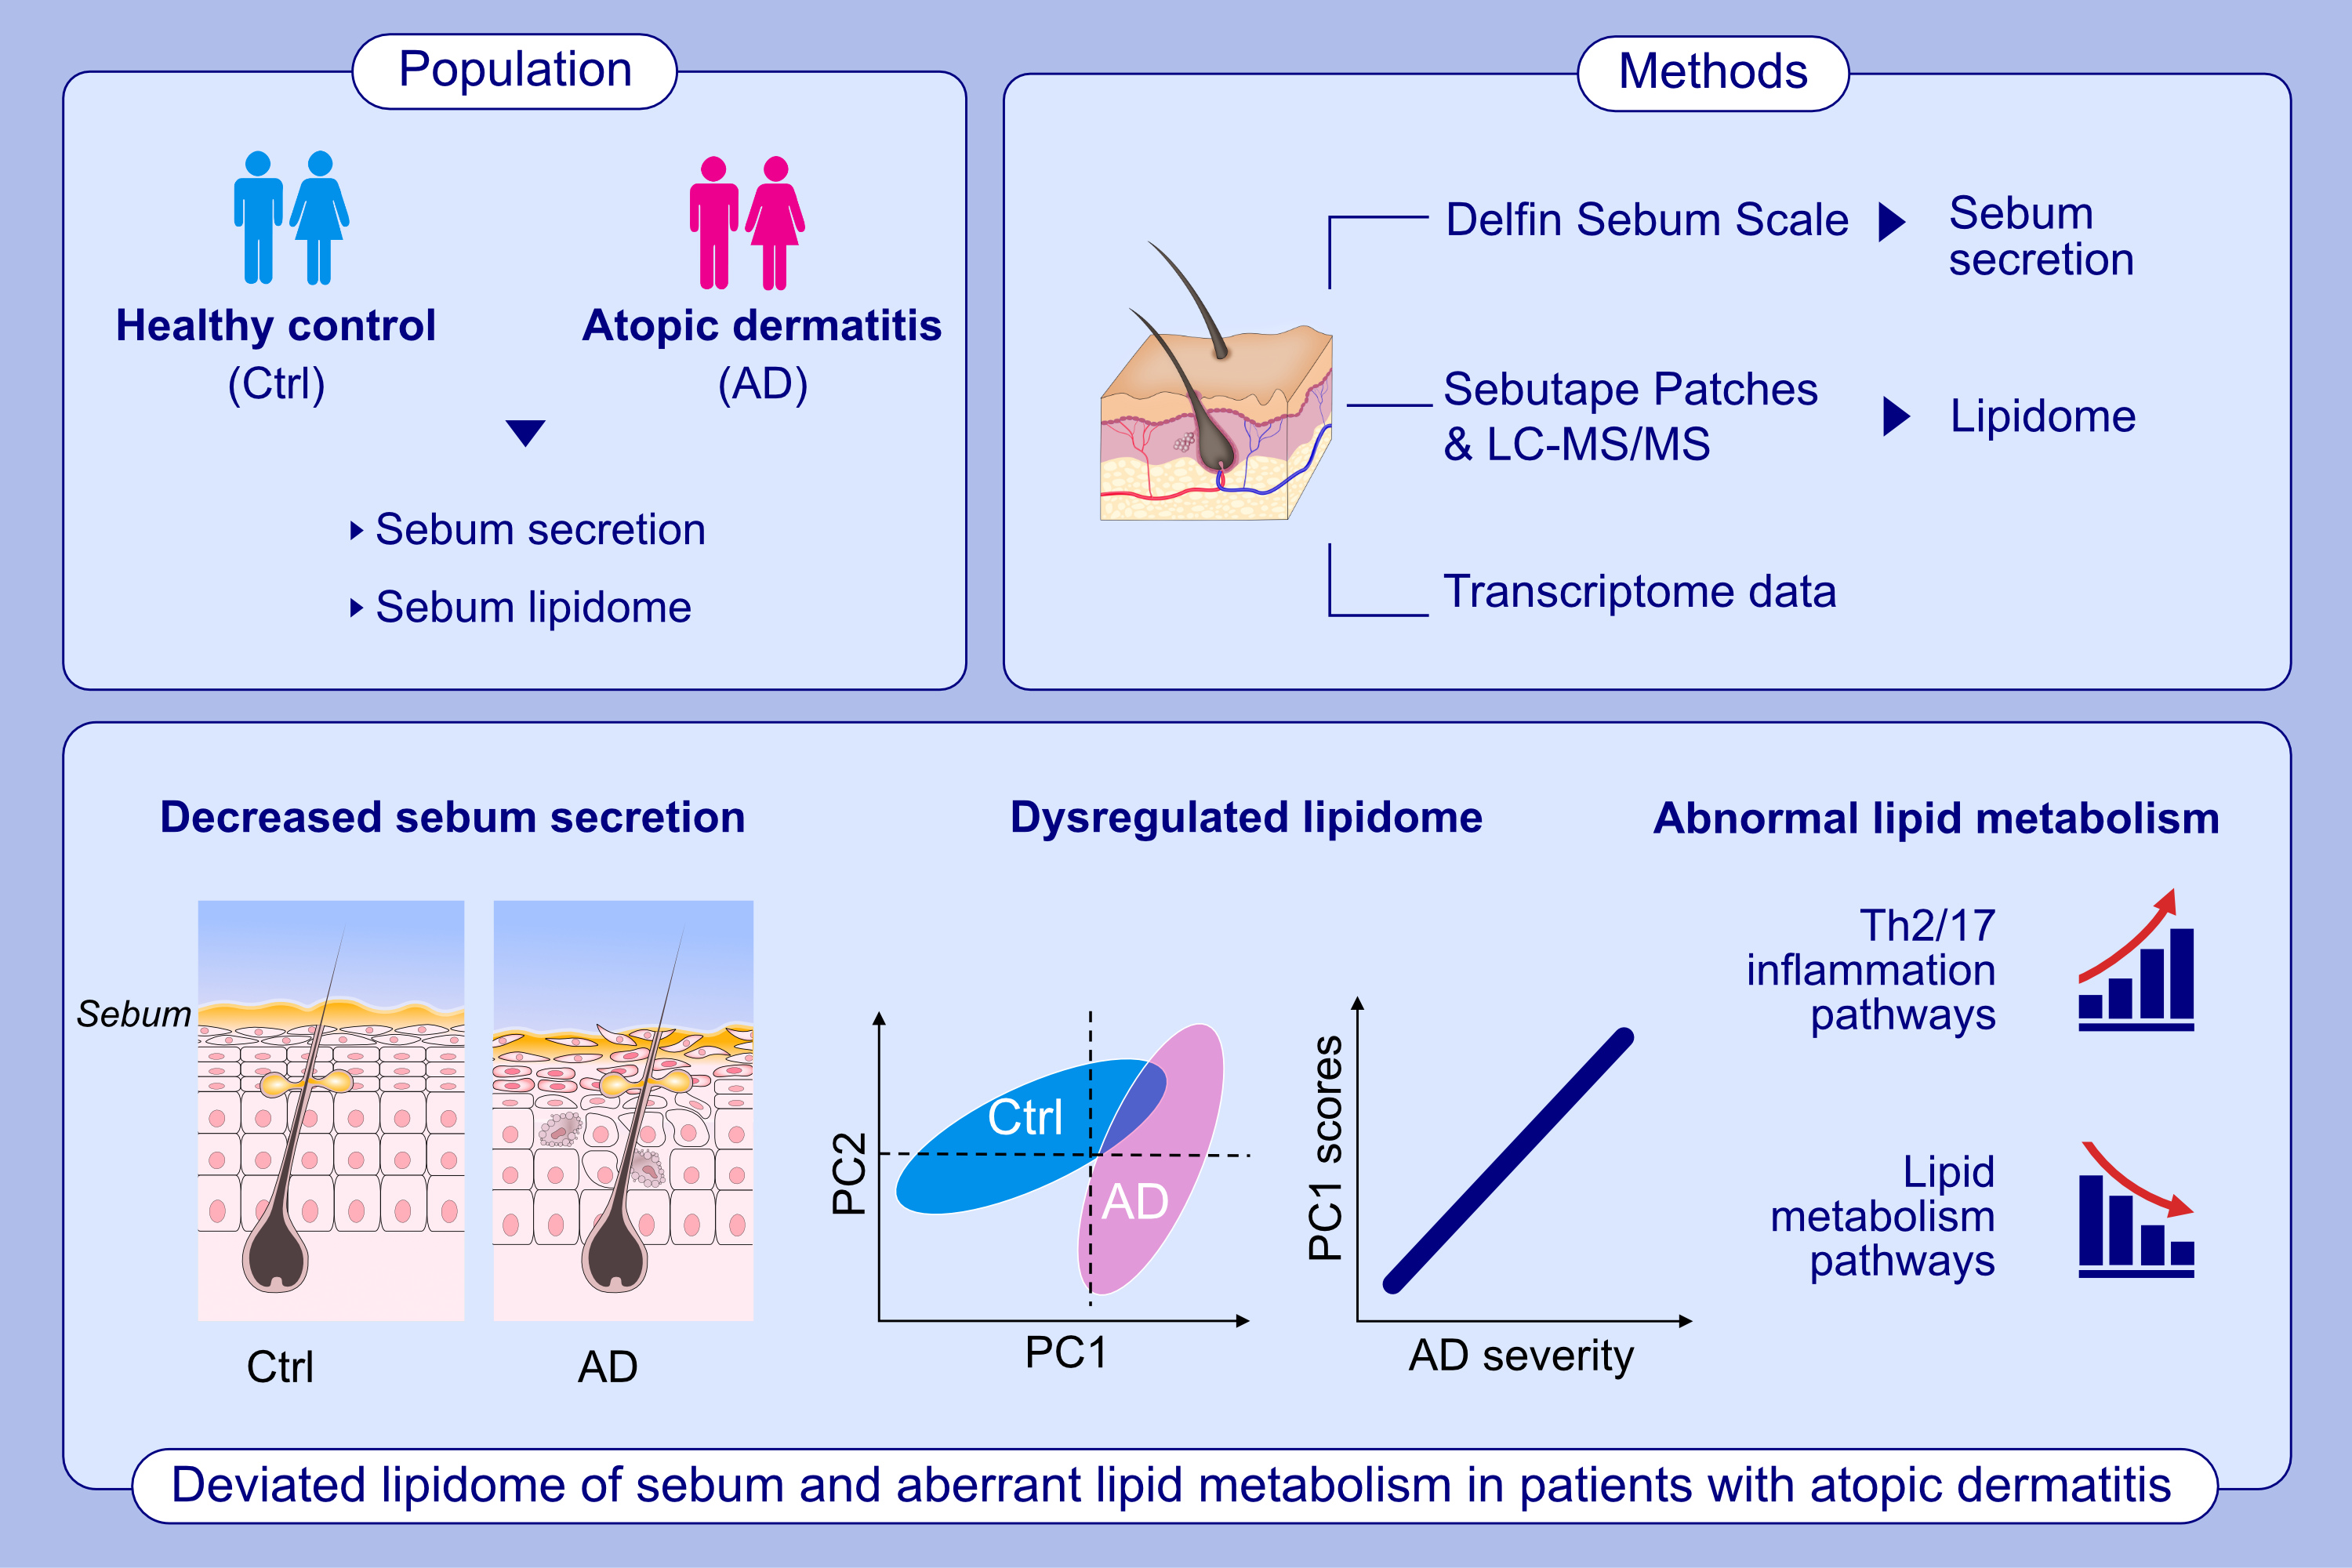 Population
Healthy control
(Ctrl)
Atopic dermatitis
(AD)
Sebum secretion
Sebum lipidome
Methods
Delfin Sebum Scale
Sebum
secretion
Sebutape Patches
& LC-MS/MS
Lipidome
Transcriptome data
Decreased sebum secretion
Sebum
Ctrl
AD
Dysregulated lipidome
PC2
Ctrl
AD
PC1
PC1 scores
AD severity
Abnormal lipid metabolism
Th2/17
inflammation
pathways
Lipid
metabolism
pathways
Deviated lipidome of sebum and aberrant lipid metabolism in patients with atopic dermatitis